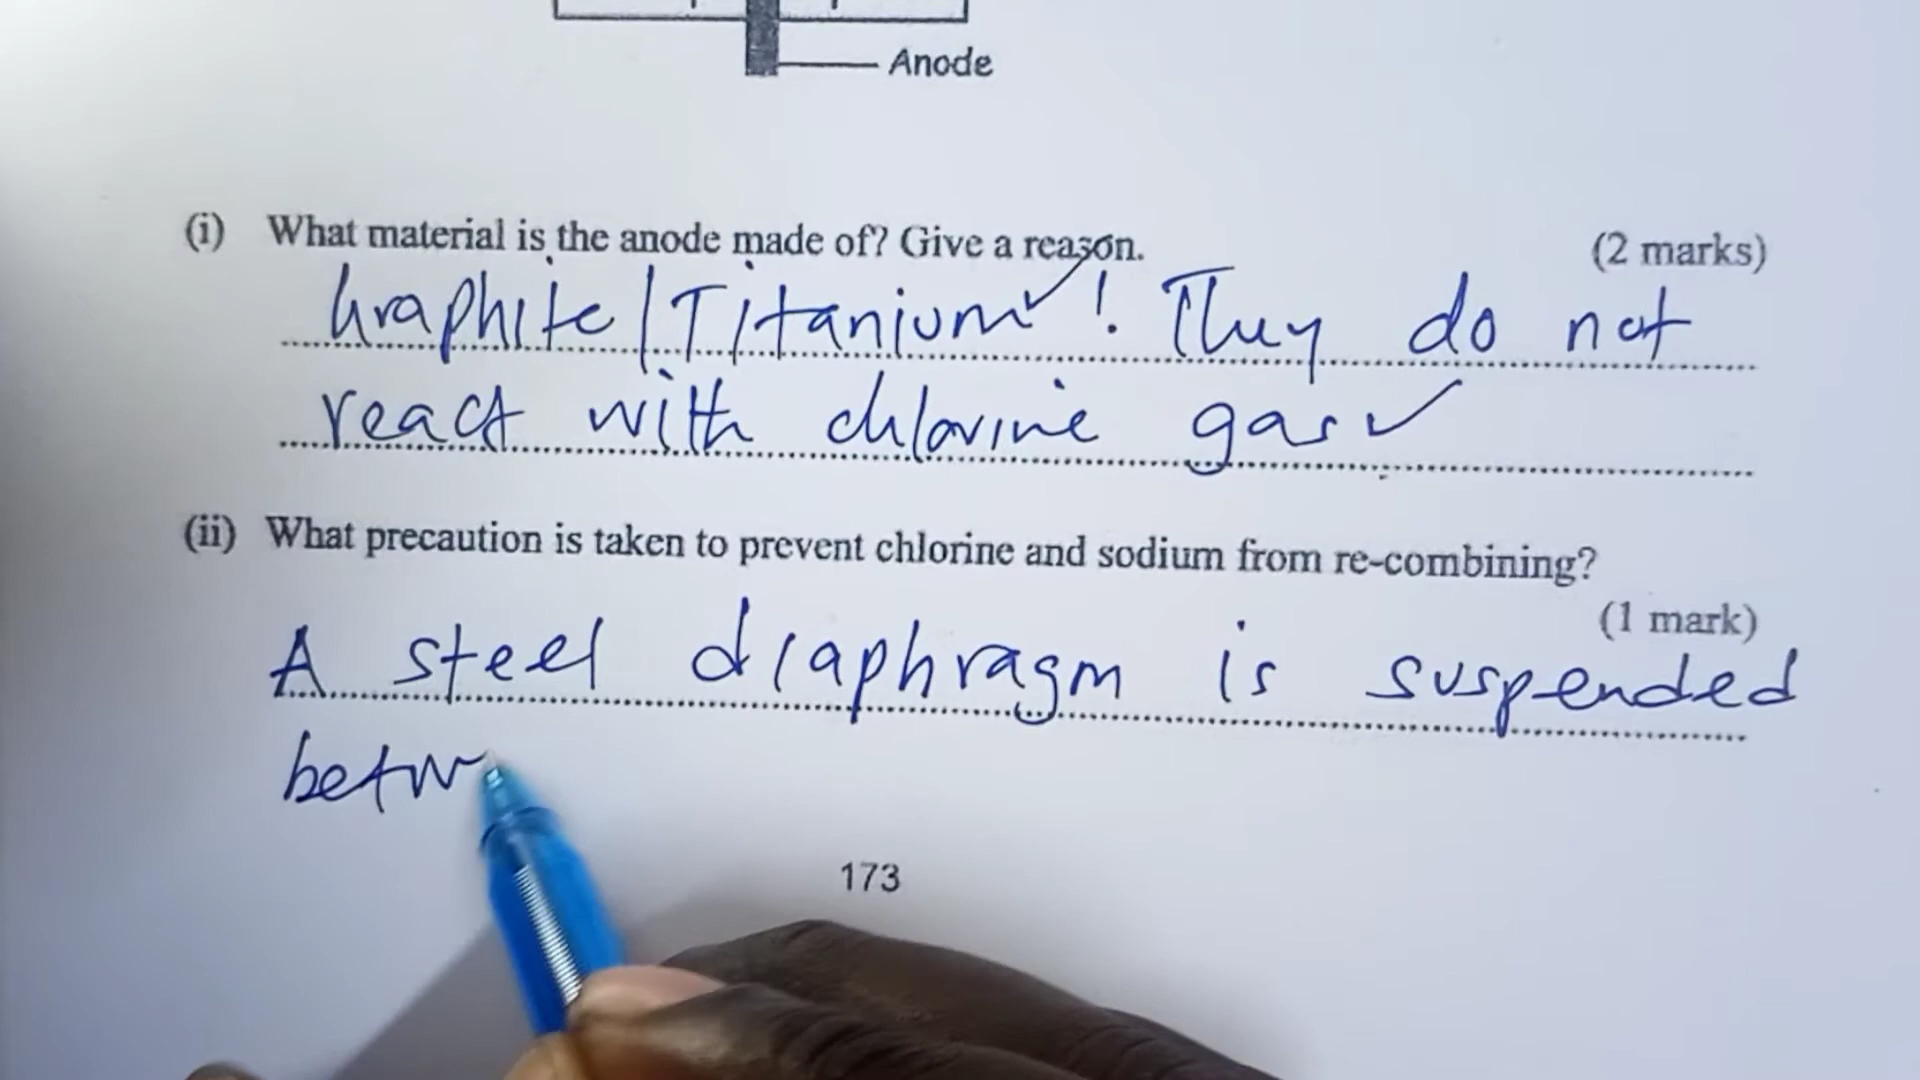 Anode
(i) What material is the anode made of? Give a reason. (2 marks)
Graphite/Titanium ✓! They do not
react with chlorine gas ✓
(ii) What precaution is taken to prevent chlorine and sodium from re-combining?
(1 mark)
A steel diaphragm is suspended
betw
173